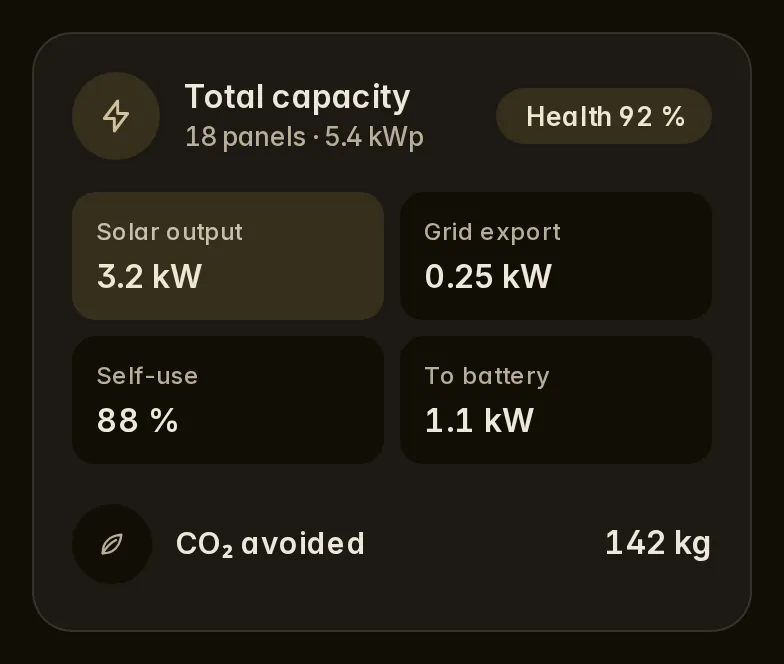 Total capacity
18 panels · 5.4 kWp
Health 92 %
Solar output
3.2 kW
Grid export
0.25 kW
Self-use
88 %
To battery
1.1 kW
CO₂ avoided
142 kg